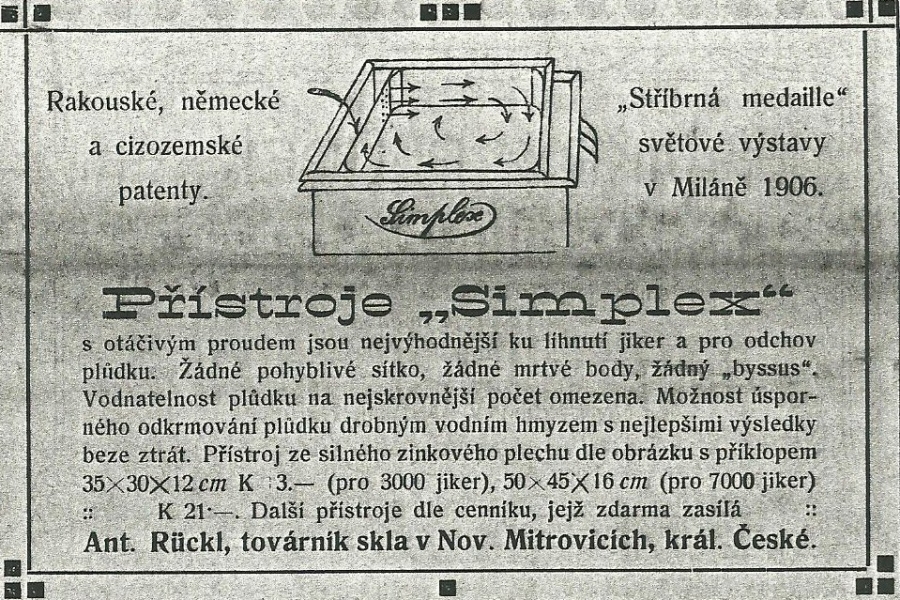 Rakouské, německé
a cizozemské
patenty.
Simplex
„Stříbrná medaille“
světové výstavy
v Miláně 1906.
Přístroje „Simplex“
s otáčivým proudem jsou nejvýhodnější ku líhnutí jiker a pro odchov
plůdku. Žádné pohyblivé sítko, žádné mrtvé body, žádný „byssus“.
Vodnatelnost plůdku na nejskrovnější počet omezena. Možnost úspor-
ného odkrmování plůdku drobným vodním hmyzem s nejlepšími výsledky
beze ztrát. Přístroj ze silného zinkového plechu dle obrázku s příklopem
35×30×12 cm K 3.— (pro 3000 jiker), 50×45×16 cm (pro 7000 jiker)
:: K 21·—. Další přístroje dle cenníku, jejž zdarma zasílá ::
Ant. Rückl, továrník skla v Nov. Mitrovicích, král. České.